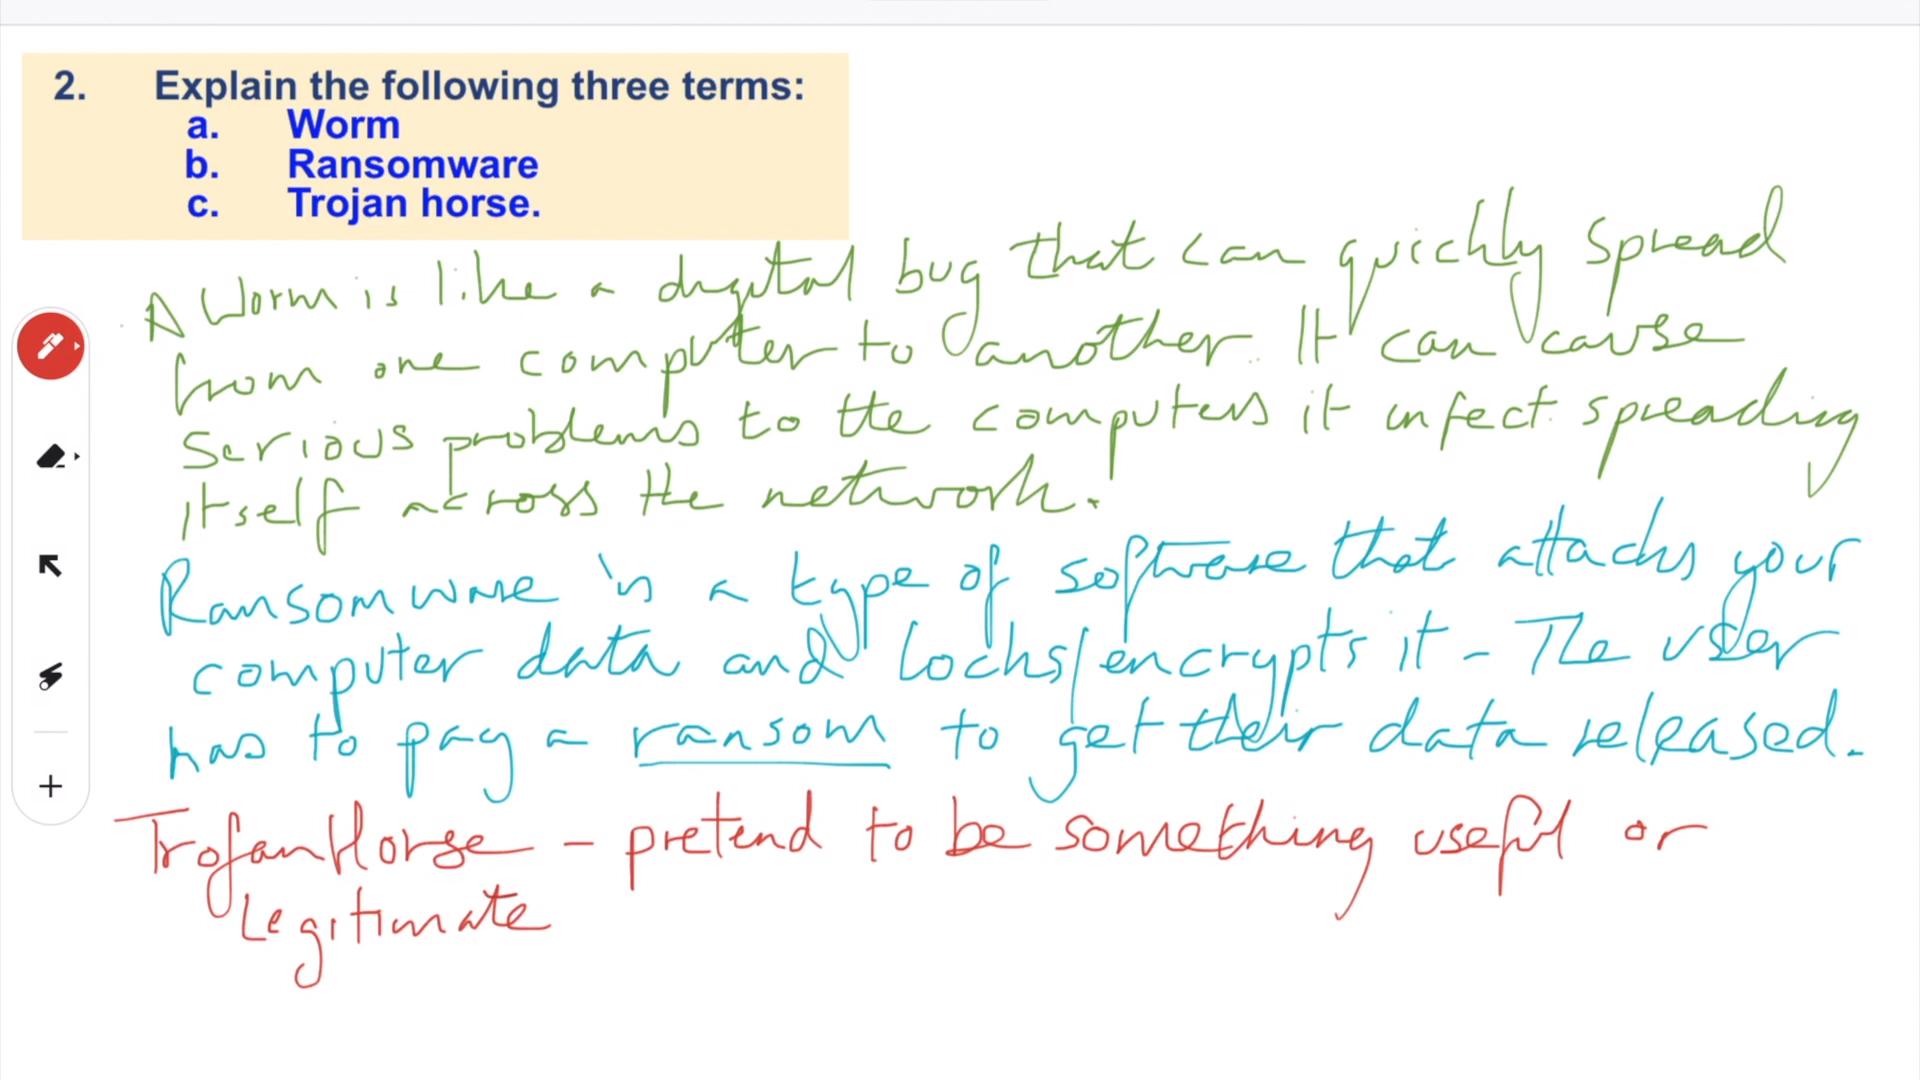 2. Explain the following three terms:
a. Worm
b. Ransomware
c. Trojan horse.
A Worm is like a digital bug that can quickly spread
from one computer to another. It can cause
serious problems to the computers it infect spreading
itself across the network.
Ransomware is a type of software that attacks your
computer data and locks/encrypts it - The user
has to pay a ransom to get their data released.
Trojan Horse - pretend to be something useful or
Legitimate